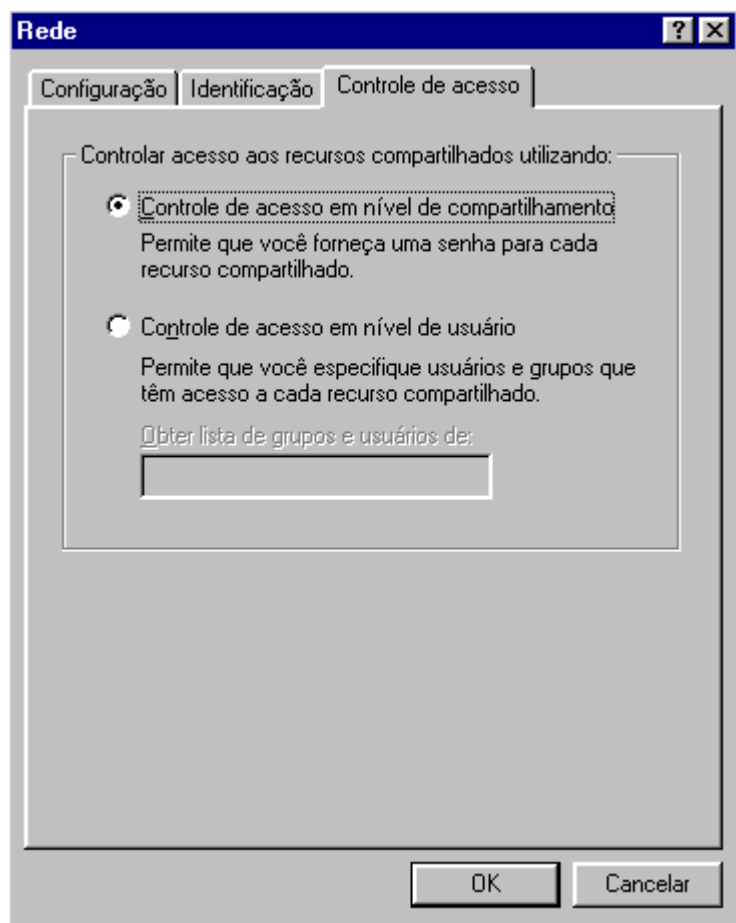 Rede
Configuração Identificação Controle de acesso
Controlar acesso aos recursos compartilhados utilizando:
Controle de acesso em nível de compartilhamento
Permite que você forneça uma senha para cada
recurso compartilhado.
Controle de acesso em nível de usuário
Permite que você especifique usuários e grupos que
têm acesso a cada recurso compartilhado.
Obter lista de grupos e usuários de:
OK Cancelar